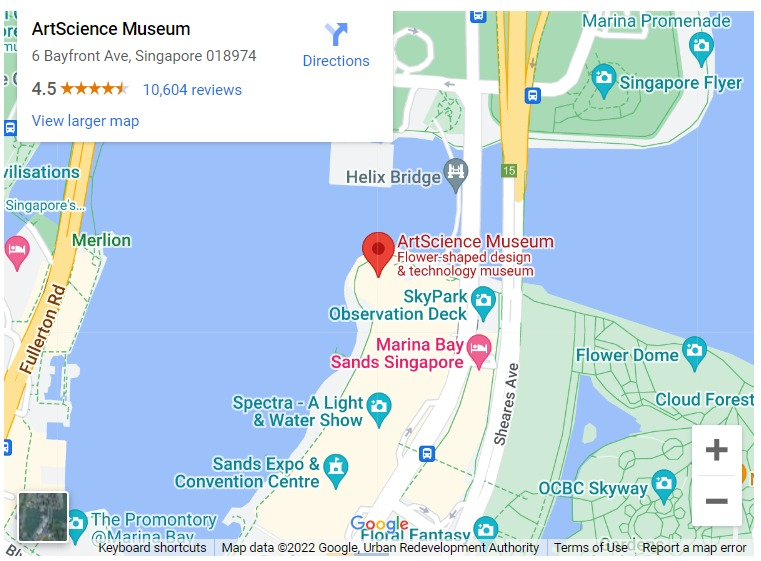 ArtScience Museum
6 Bayfront Ave, Singapore 018974
4.5
10,604 reviews
View larger map
Directions
Marina Promenade
Singapore Flyer
15
Helix Bridge
vilisations
Singapore's...
Merlion
ArtScience Museum
Flower-shaped design
& technology museum
SkyPark
Observation Deck
Marina Bay
Sands Singapore
Fullerton Rd
Sheares Ave
Flower Dome
Cloud Forest
Spectra - A Light
& Water Show
Sands Expo &
Convention Centre
OCBC Skyway
The Promontory
@Marina Bay
Google
Floral Fantasy
Keyboard shortcuts
Map data ©2022 Google, Urban Redevelopment Authority
Terms of Use
Report a map error